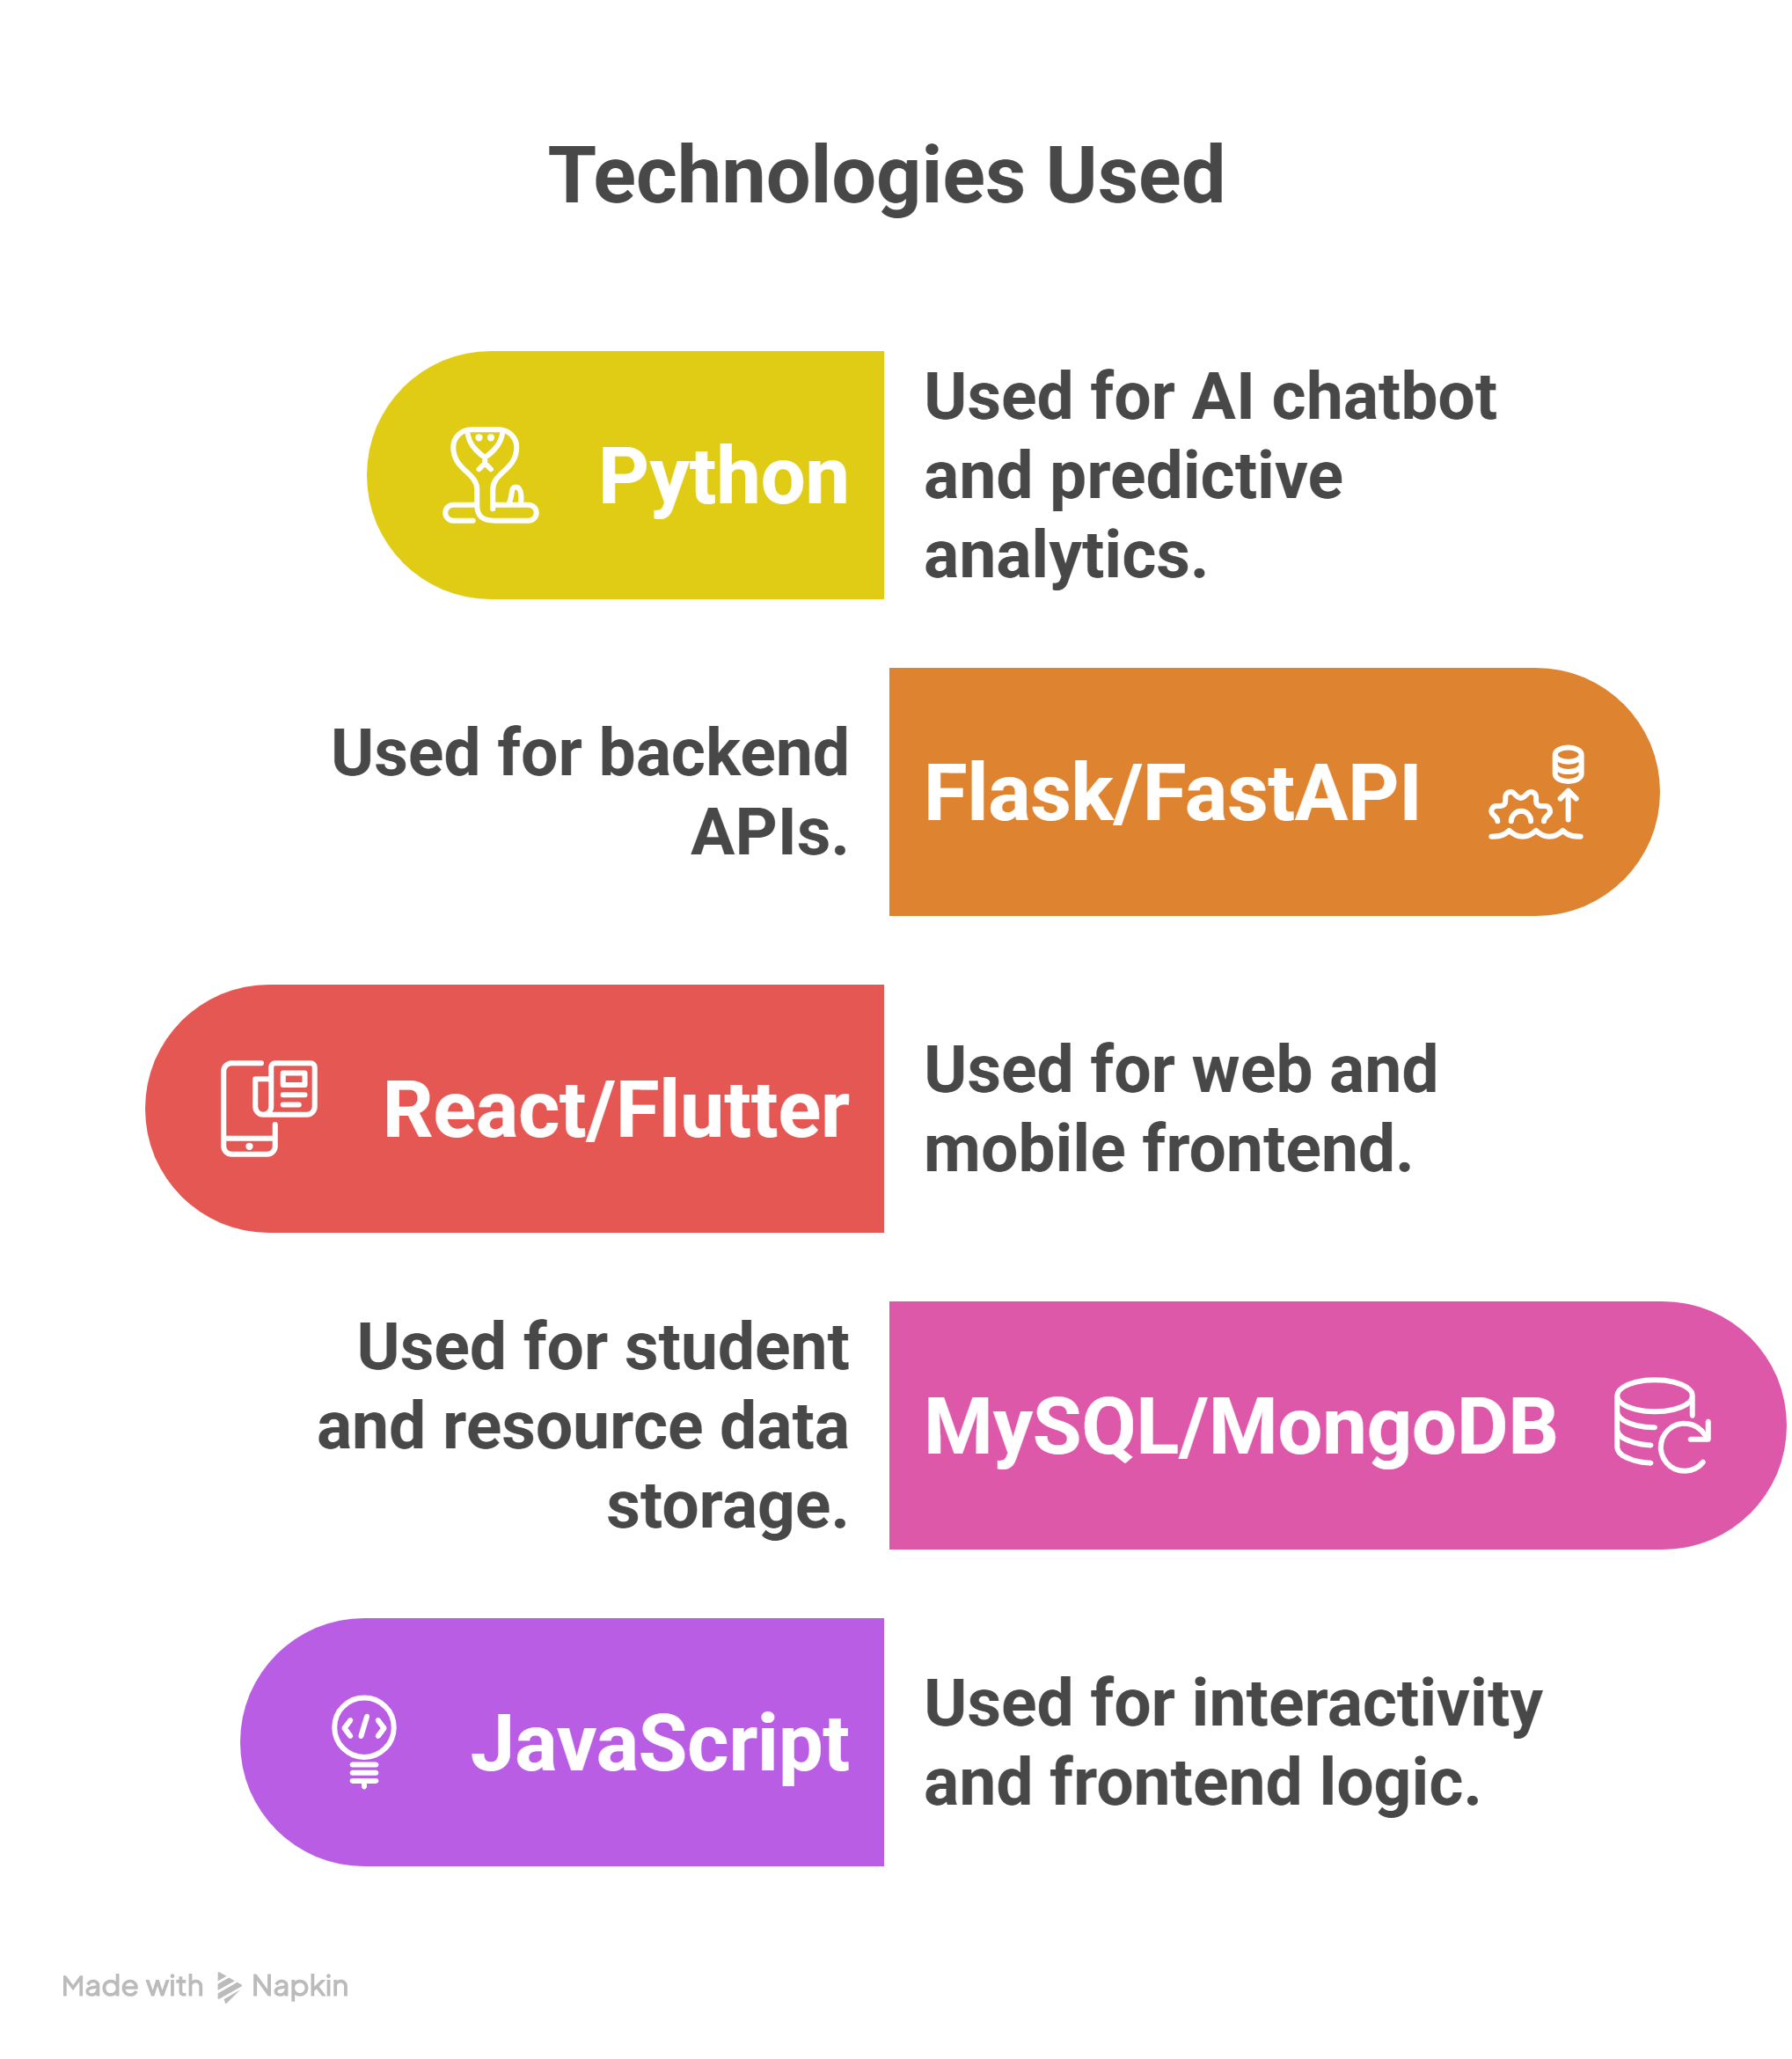 Technologies Used
Python
Used for AI chatbot
and predictive
analytics.
Used for backend
APIs.
Flask/FastAPI
React/Flutter
Used for web and
mobile frontend.
Used for student
and resource data
storage.
MySQL/MongoDB
JavaScript
Used for interactivity
and frontend logic.
Made with Napkin